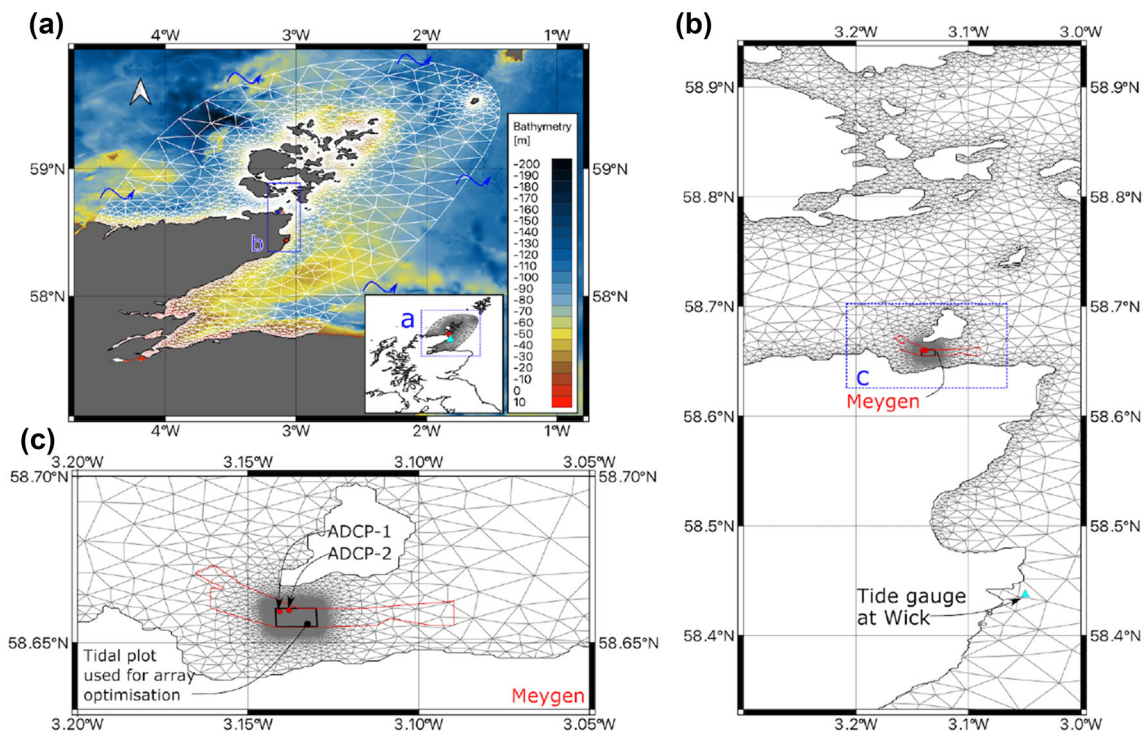 (a)
4°W 3°W 2°W 1°W
59°N 59°N
58°N 58°N
b
a
Bathymetry
[m]
-200
-190
-180
-170
-160
-150
-140
-130
-120
-110
-100
-90
-80
-70
-60
-50
-40
-30
-20
-10
0
10
4°W 3°W 2°W 1°W
(b)
3.2°W 3.1°W 3.0°W
58.9°N 58.9°N
58.8°N 58.8°N
58.7°N 58.7°N
C
Meygen
58.6°N 58.6°N
58.5°N 58.5°N
Tide gauge
at Wick
58.4°N 58.4°N
3.2°W 3.1°W 3.0°W
(c)
3.20°W 3.15°W 3.10°W 3.05°W
58.70°N 58.70°N
ADCP-1
ADCP-2
58.65°N 58.65°N
Tidal plot
used for array
optimisation
Meygen
3.20°W 3.15°W 3.10°W 3.05°W